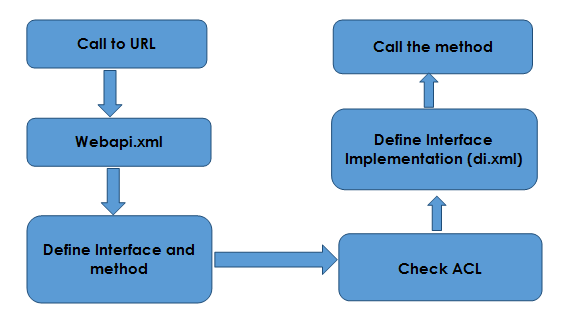 Call to URL
Webapi.xml
Define Interface and
method
Check ACL
Define Interface
Implementation (di.xml)
Call the method